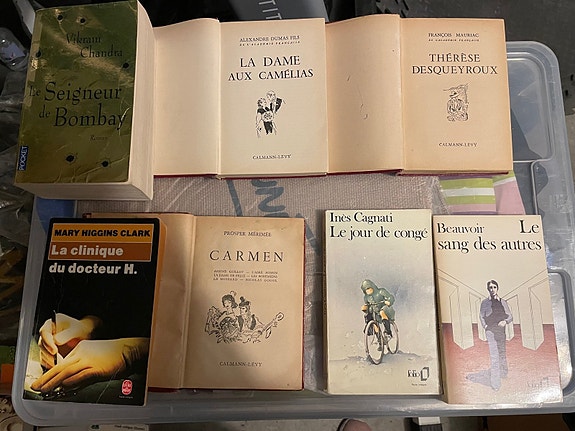 Vikram
Chandra
Le Seigneur
de Bombay
Roman
POCKET
ALEXANDRE DUMAS FILS
DE L'ACADÉMIE FRANÇAISE
LA DAME
AUX CAMÉLIAS
CALMANN-LÉVY
FRANÇOIS MAURIAC
DE L'ACADÉMIE FRANÇAISE
THÉRÈSE
DESQUEYROUX
CALMANN-LÉVY
MARY HIGGINS CLARK
La clinique
du docteur H.
PROSPER MÉRIMÉE
CARMEN
CALMANN-LÉVY
Inès Cagnati
Le jour de congé
folio
Beauvoir Le
sang des autres
folio